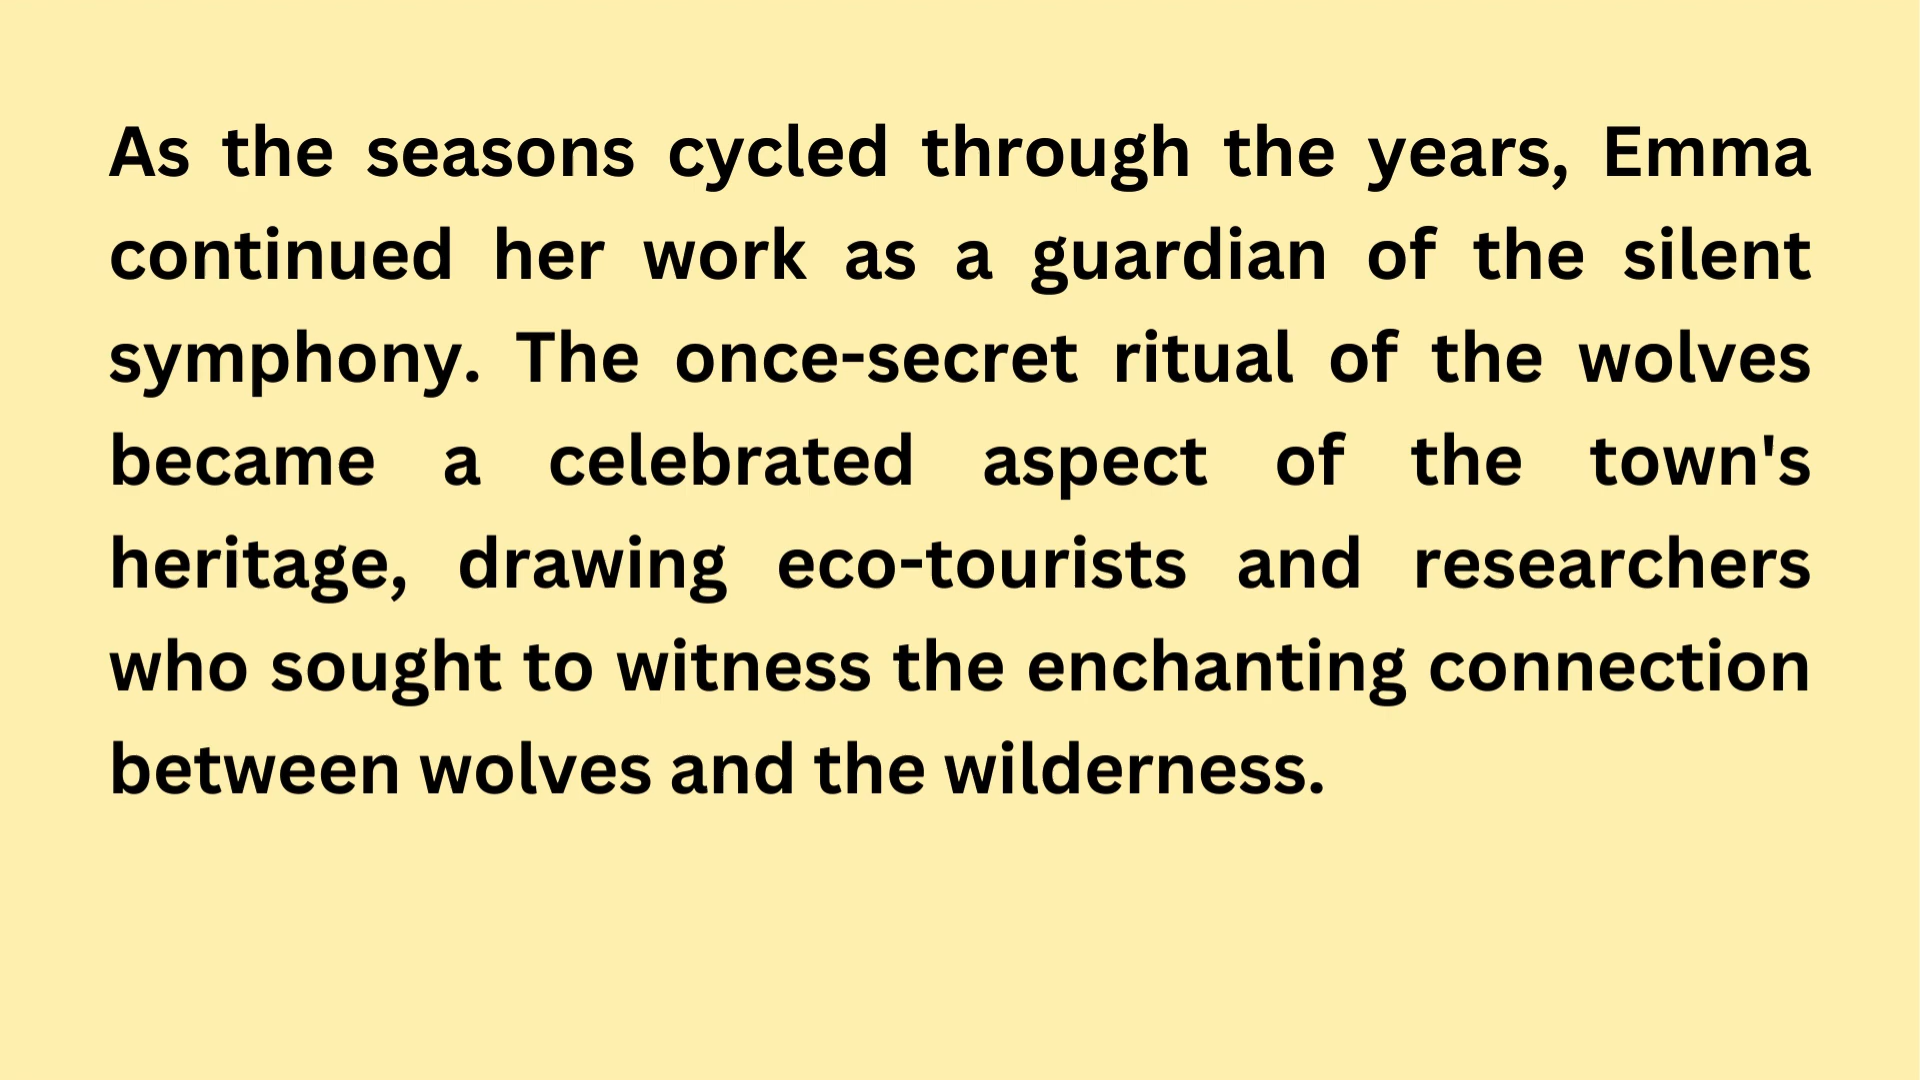 As the seasons cycled through the years, Emma
continued her work as a guardian of the silent
symphony. The once-secret ritual of the wolves
became a celebrated aspect of the town's
heritage, drawing eco-tourists and researchers
who sought to witness the enchanting connection
between wolves and the wilderness.